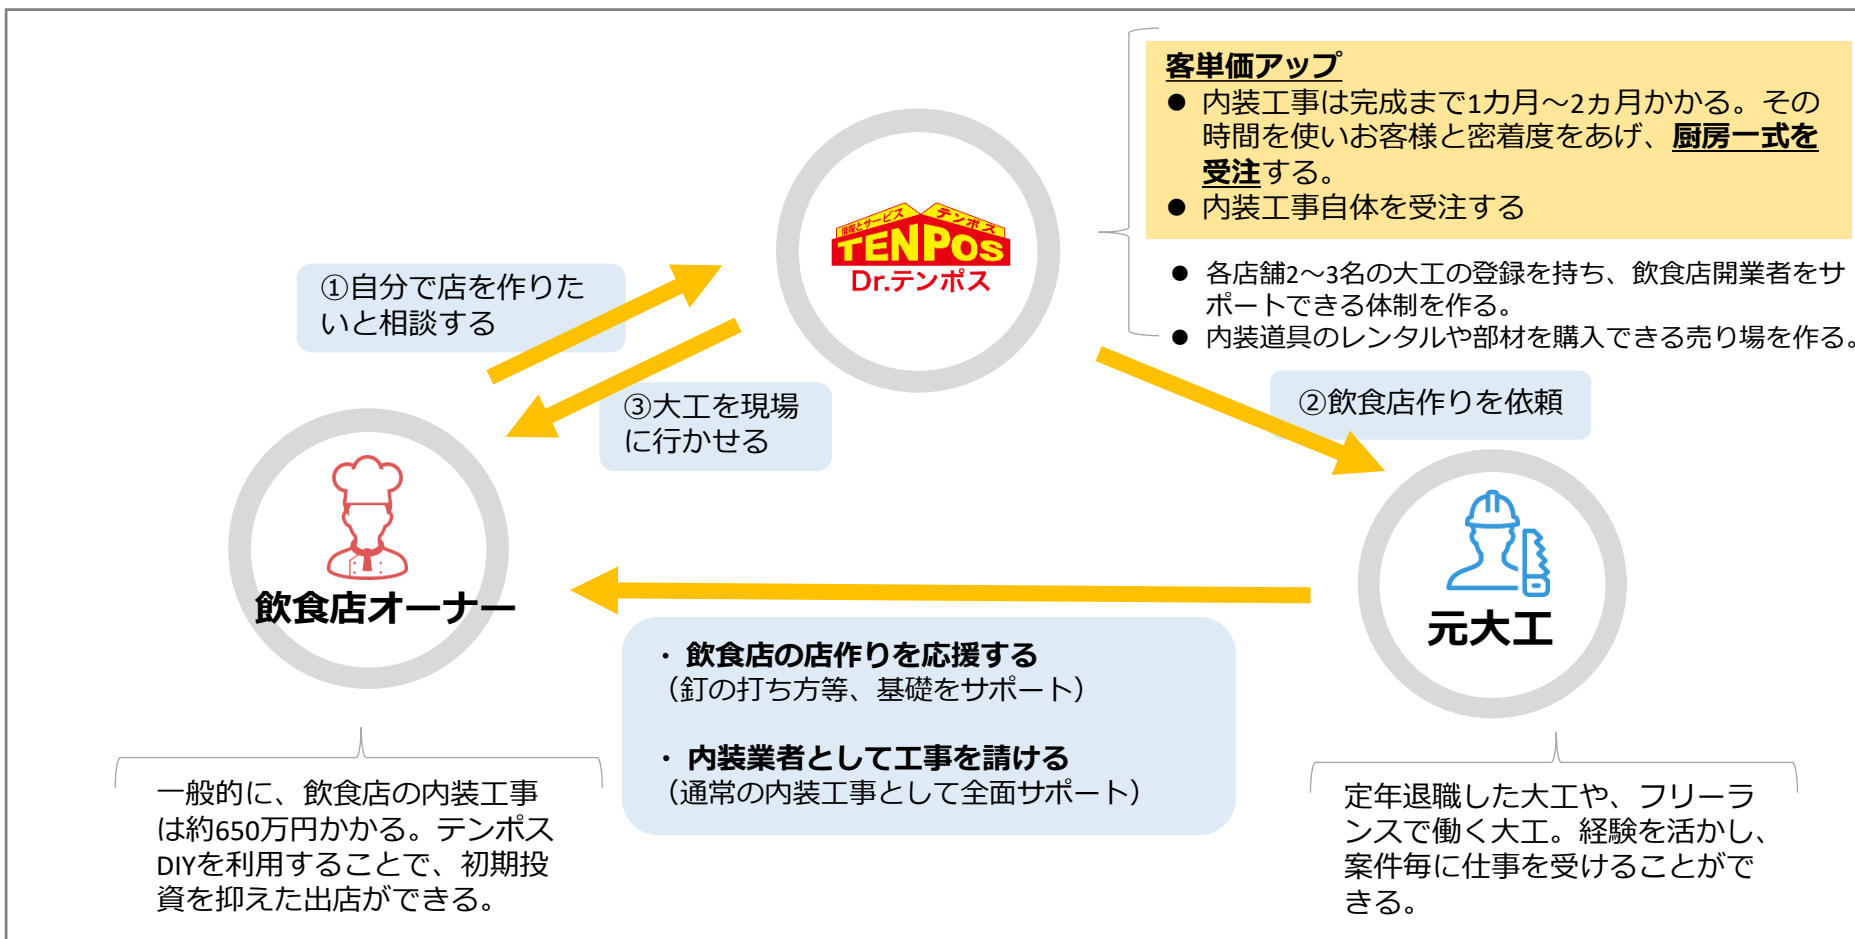 客単価アップ
● 内装工事は完成まで1カ月～2ヵ月かかる。その
時間を使いお客様と密着度をあげ、厨房一式を
受注する。
● 内装工事自体を受注する
● 各店舗2～3名の大工の登録を持ち、飲食店開業者をサ
ポートできる体制を作る。
● 内装道具のレンタルや部材を購入できる売り場を作る。
情報とサービス
テンポス
TENPOS
Dr.テンポス
①自分で店を作りた
いと相談する
③大工を現場
に行かせる
②飲食店作りを依頼
飲食店オーナー
元大工
・ 飲食店の店作りを応援する
（釘の打ち方等、基礎をサポート）
・ 内装業者として工事を請ける
（通常の内装工事として全面サポート）
一般的に、飲食店の内装工事
は約650万円かかる。テンポス
DIYを利用することで、初期投
資を抑えた出店ができる。
定年退職した大工や、フリーラ
ンスで働く大工。経験を活かし、
案件毎に仕事を受けることがで
きる。